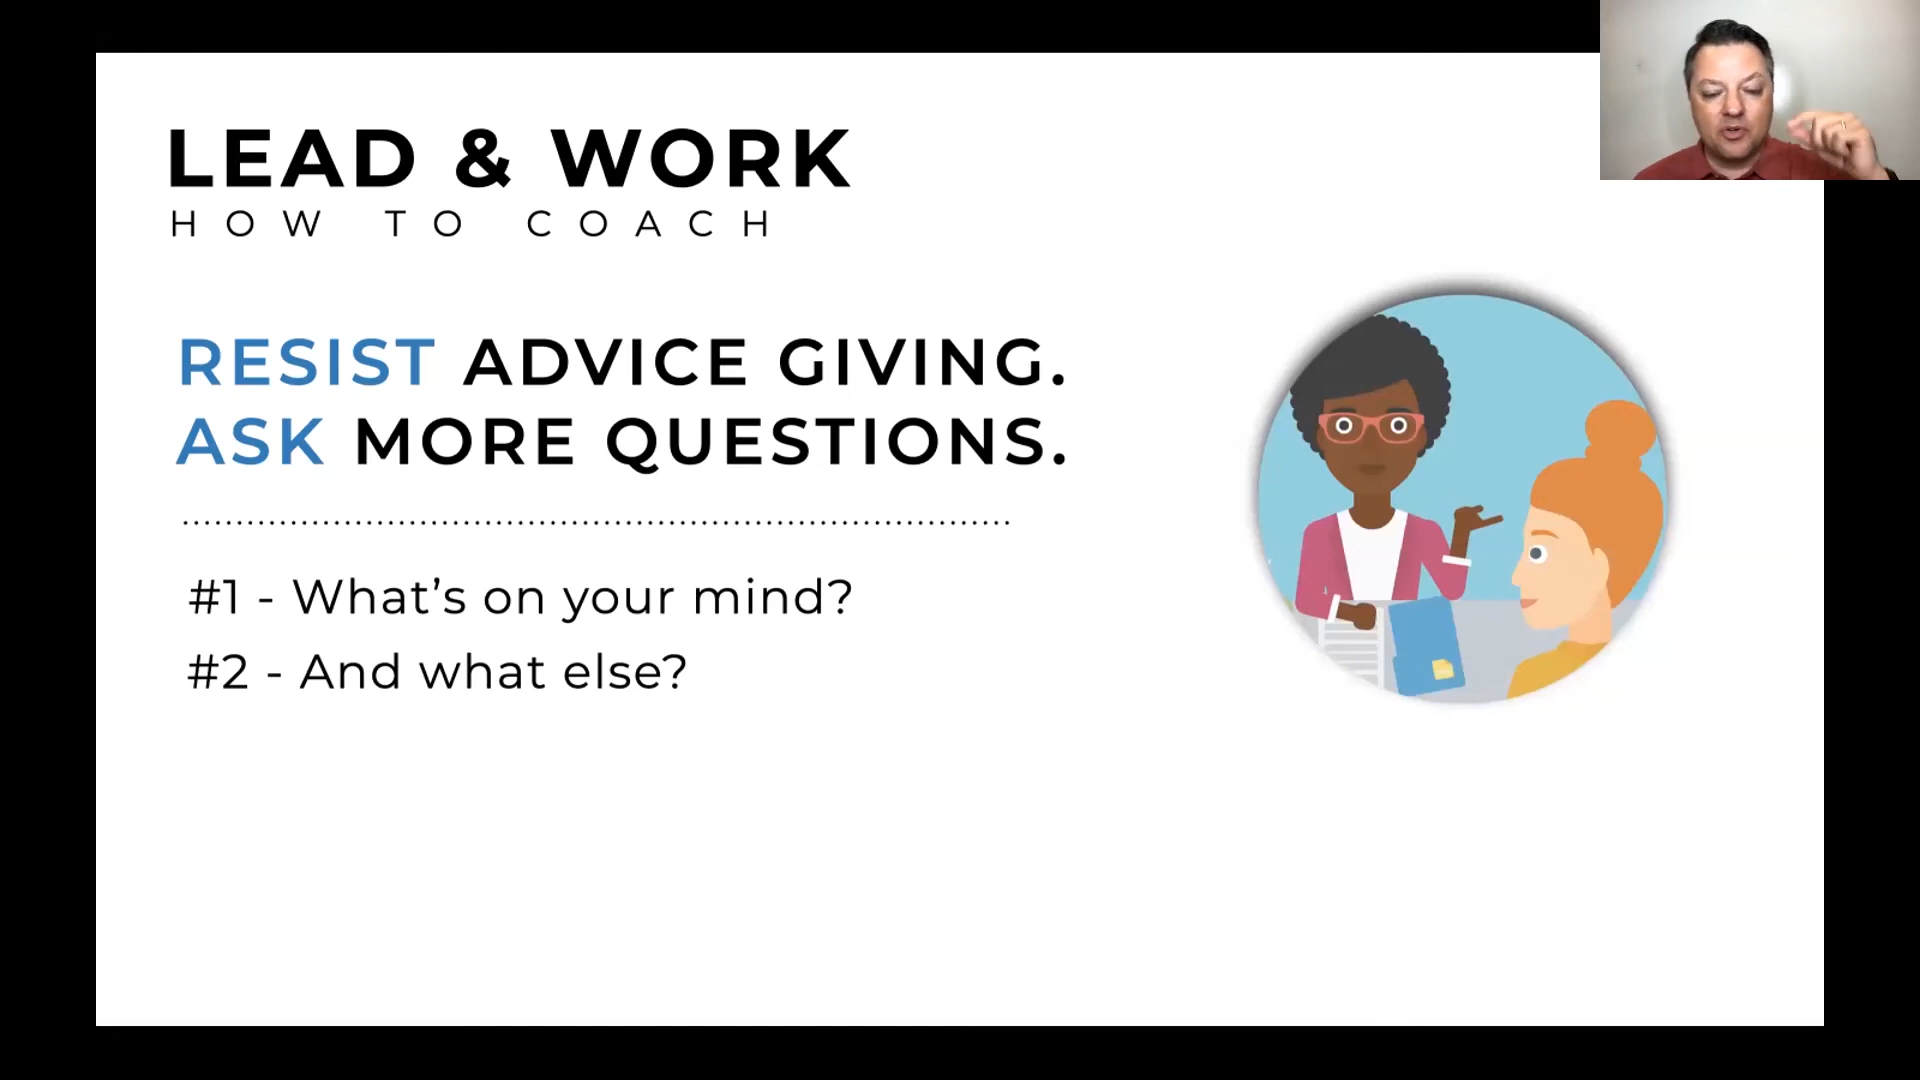 LEAD & WORK
HOW TO COACH
RESIST ADVICE GIVING.
ASK MORE QUESTIONS.
#1 - What’s on your mind?
#2 - And what else?